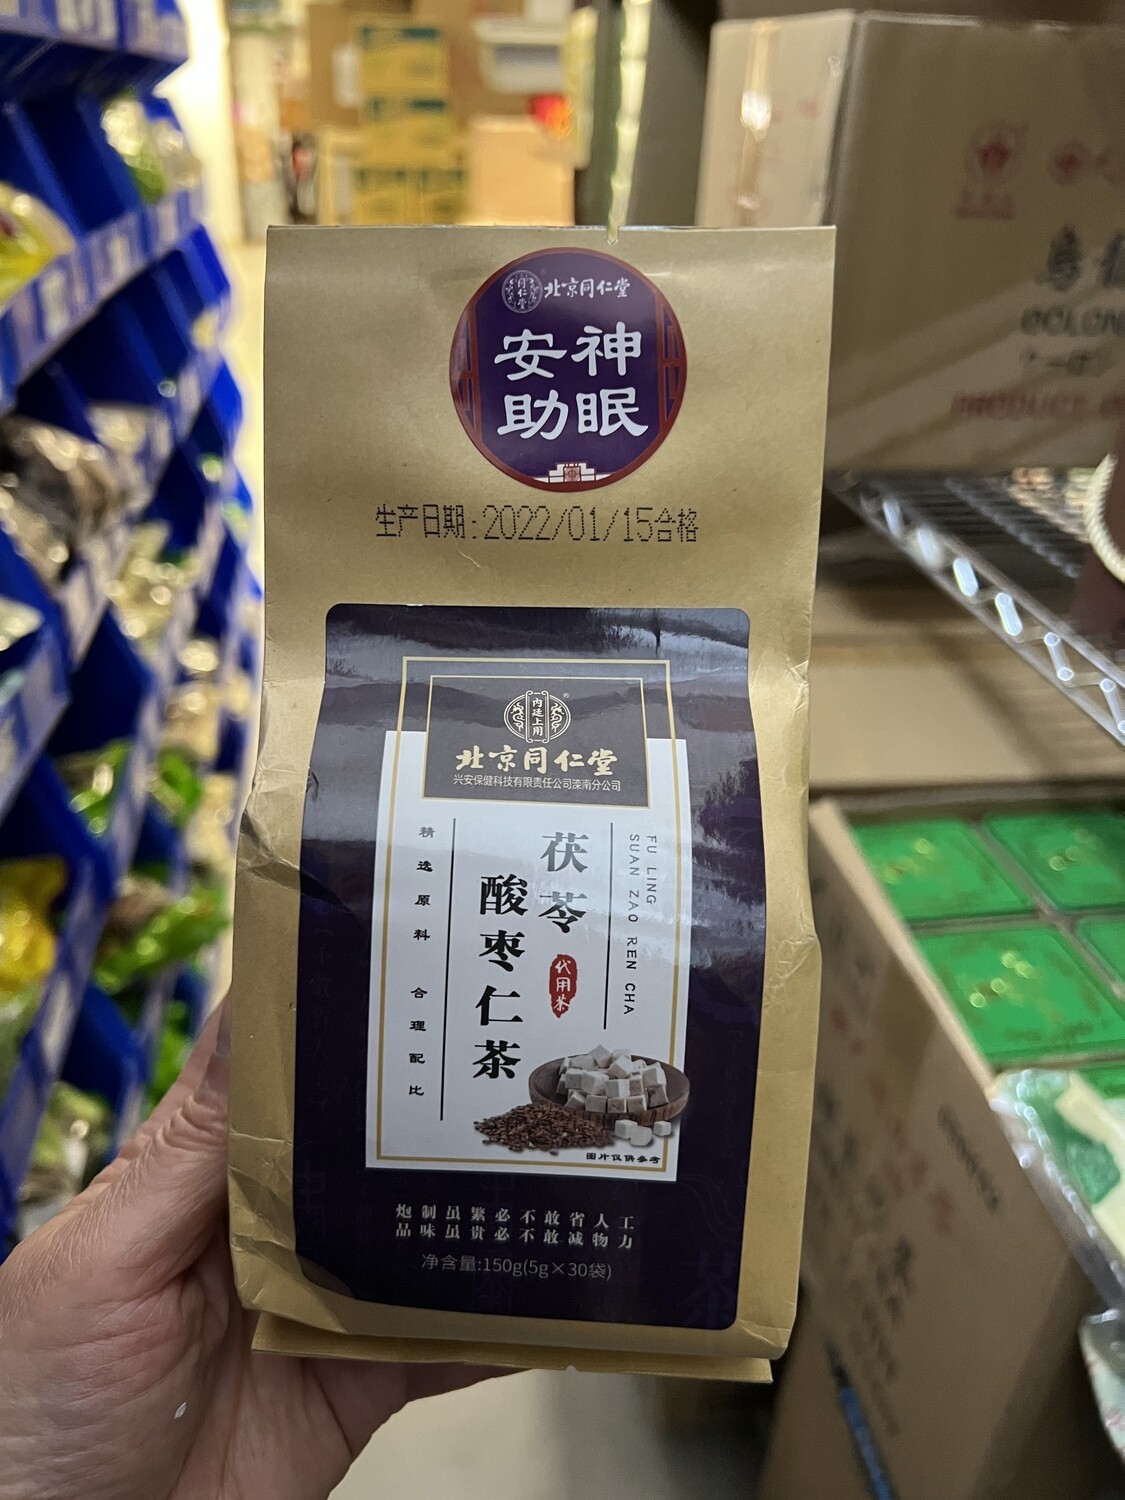 同仁堂
北京同仁堂
安神
助眠
生产日期:2022/01/15合格
内廷上用
北京同仁堂
兴安保健科技有限责任公司滦南分公司
FU LING
SUAN ZAO REN CHA
茯苓
代用茶
酸枣仁茶
精选原料 合理配比
图片仅供参考
炮制虽繁必不敢省人工
品味虽贵必不敢减物力
净含量:150g(5g×30袋)
PRODUCT